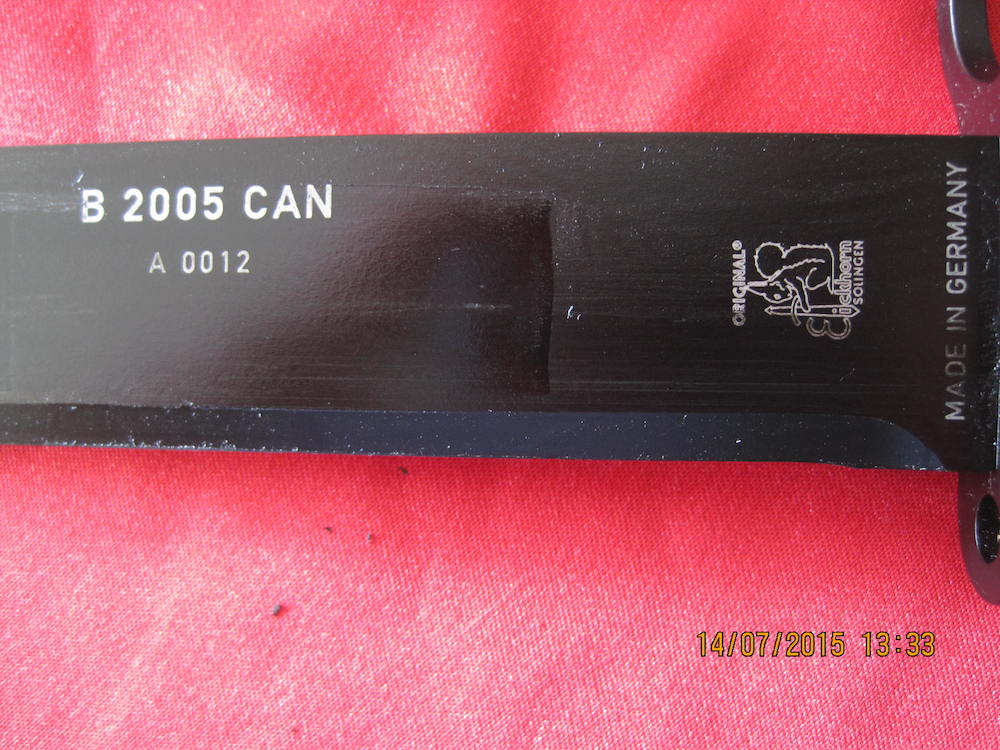 B 2005 CAN
A 0012
ORIGINAL®
Eickhorn
SOLINGEN
MADE IN GERMANY
14/07/2015 13:33